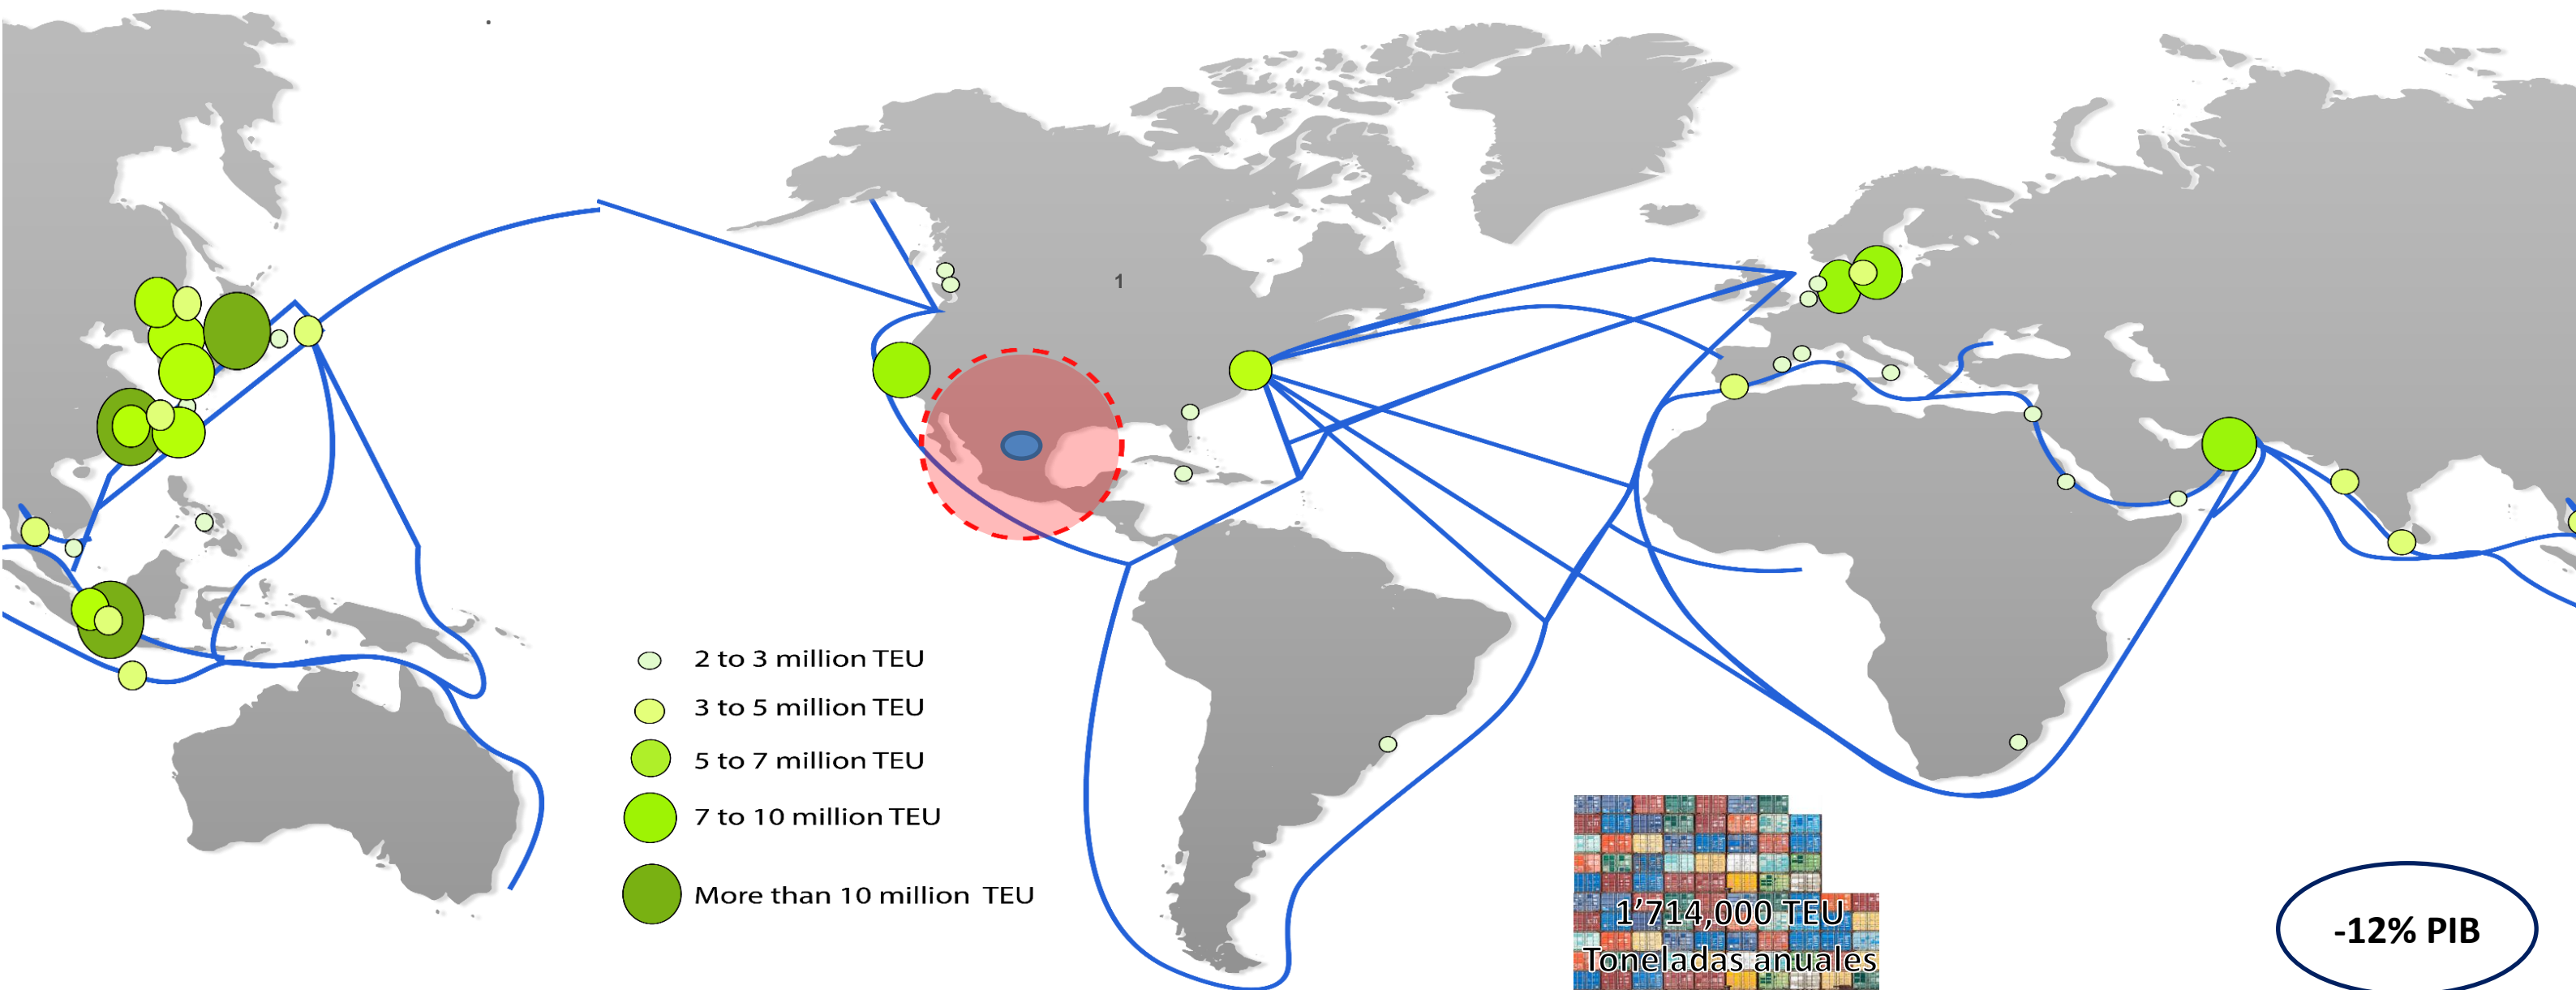 1
2 to 3 million TEU
3 to 5 million TEU
5 to 7 million TEU
7 to 10 million TEU
More than 10 million TEU
1’714,000 TEU
Toneladas anuales
-12% PIB